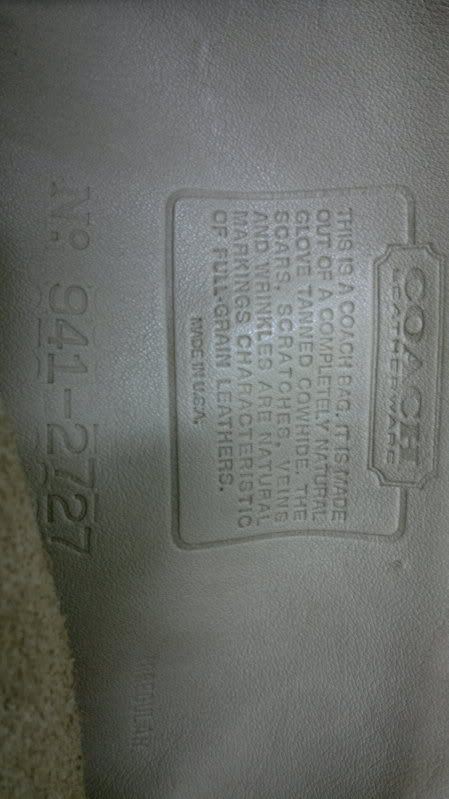 COACH
LEATHERWARE
THIS IS A COACH BAG. IT IS MADE
OUT OF A COMPLETELY NATURAL
GLOVE TANNED COWHIDE. THE
SCARS, SCRATCHES, VEINS
AND WRINKLES ARE NATURAL
MARKINGS CHARACTERISTIC
OF FULL-GRAIN LEATHERS.
MADE IN U.S.A.
Nº 941-2727